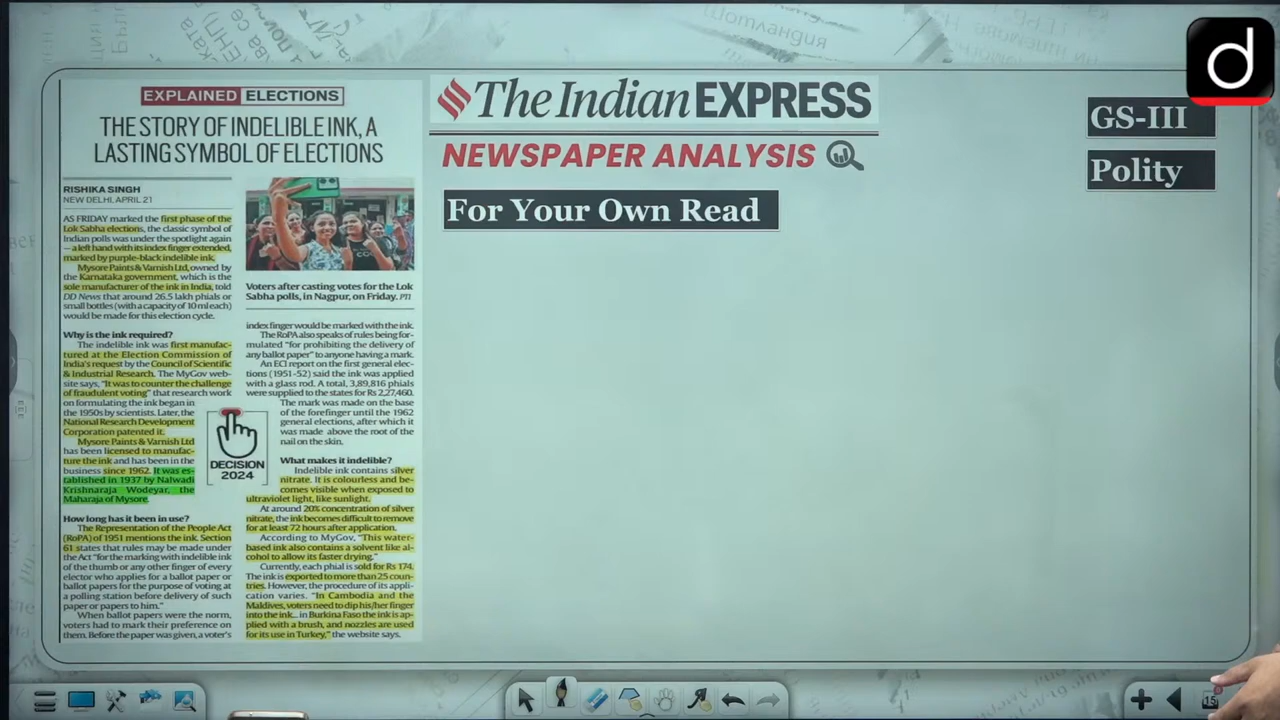 EXPLAINED ELECTIONS
THE STORY OF INDELIBLE INK, A
LASTING SYMBOL OF ELECTIONS
RISHIKA SINGH
NEW DELHI, APRIL 21
AS FRIDAY marked the first phase of the
Lok Sabha elections, the classic symbol of
Indian polls was under the spotlight again
— a left hand with its index finger extended,
marked by purple-black indelible ink.
Mysore Paints & Varnish Ltd, owned by
the Karnataka government, which is the
sole manufacturer of the ink in India, told
DD News that around 26.5 lakh phials or
small bottles (with a capacity of 10 ml each)
would be made for this election cycle.
Why is the ink required?
The indelible ink was first manufac-
tured at the Election Commission of
India's request by the Council of Scientific
& Industrial Research. The MyGov web-
site says, "It was to counter the challenge
of fraudulent voting" that research work
on formulating the ink began in
the 1950s by scientists. Later, the
National Research Development
Corporation patented it.
Mysore Paints & Varnish Ltd
has been licensed to manufac-
ture the ink and has been in the
business since 1962. It was es-
tablished in 1937 by Nalwadi
Krishnaraja Wodeyar, the
Maharaja of Mysore.
How long has it been in use?
The Representation of the People Act
(RoPA) of 1951 mentions the ink. Section
61 states that rules may be made under
the Act "for the marking with indelible ink
of the thumb or any other finger of every
elector who applies for a ballot paper or
ballot papers for the purpose of voting at
a polling station before delivery of such
paper or papers to him."
When ballot papers were the norm,
voters had to mark their preference on
them. Before the paper was given, a voter's
Voters after casting votes for the Lok
Sabha polls, in Nagpur, on Friday. PTI
index finger would be marked with the ink.
The RoPA also speaks of rules being for-
mulated "for prohibiting the delivery of
any ballot paper" to anyone having a mark.
An ECI report on the first general elec-
tions (1951-52) said the ink was applied
with a glass rod. A total, 3,89,816 phials
were supplied to the states for Rs 2,27,460.
The mark was made on the base
of the forefinger until the 1962
general elections, after which it
was made above the root of the
nail on the skin.
DECISION
2024
What makes it indelible?
Indelible ink contains silver
nitrate. It is colourless and be-
comes visible when exposed to
ultraviolet light, like sunlight.
At around 20% concentration of silver
nitrate, the ink becomes difficult to remove
for at least 72 hours after application.
According to MyGov, "This water-
based ink also contains a solvent like al-
cohol to allow its faster drying."
Currently, each phial is sold for Rs 174.
The ink is exported to more than 25 coun-
tries. However, the procedure of its appli-
cation varies. "In Cambodia and the
Maldives, voters need to dip his/her finger
into the ink... in Burkina Faso the ink is ap-
plied with a brush, and nozzles are used
for its use in Turkey," the website says.
The Indian EXPRESS
NEWSPAPER ANALYSIS
For Your Own Read
d
GS-III
Polity
15